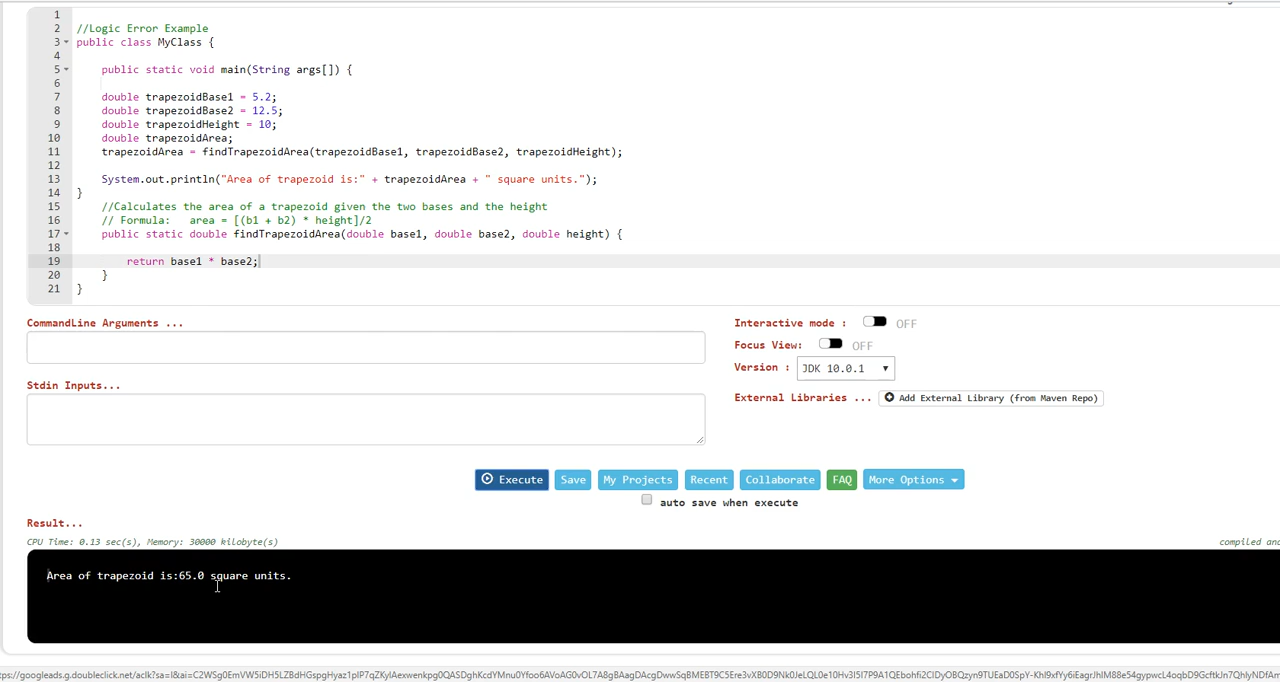 1
2 //Logic Error Example
3 public class MyClass {
4
5 public static void main(String args[]) {
6
7 double trapezoidBase1 = 5.2;
8 double trapezoidBase2 = 12.5;
9 double trapezoidHeight = 10;
10 double trapezoidArea;
11 trapezoidArea = findTrapezoidArea(trapezoidBase1, trapezoidBase2, trapezoidHeight);
12
13 System.out.println("Area of trapezoid is:" + trapezoidArea + " square units.");
14 }
15 //Calculates the area of a trapezoid given the two bases and the height
16 // Formula: area = [(b1 + b2) * height]/2
17 public static double findTrapezoidArea(double base1, double base2, double height) {
18
19 return base1 * base2;
20 }
21 }
CommandLine Arguments ...
Interactive mode : OFF
Focus View: OFF
Version : JDK 10.0.1
Stdin Inputs...
External Libraries ... Add External Library (from Maven Repo)
Execute Save My Projects Recent Collaborate FAQ More Options
auto save when execute
Result...
CPU Time: 0.13 sec(s), Memory: 30000 kilobyte(s) compiled and
Area of trapezoid is:65.0 square units.